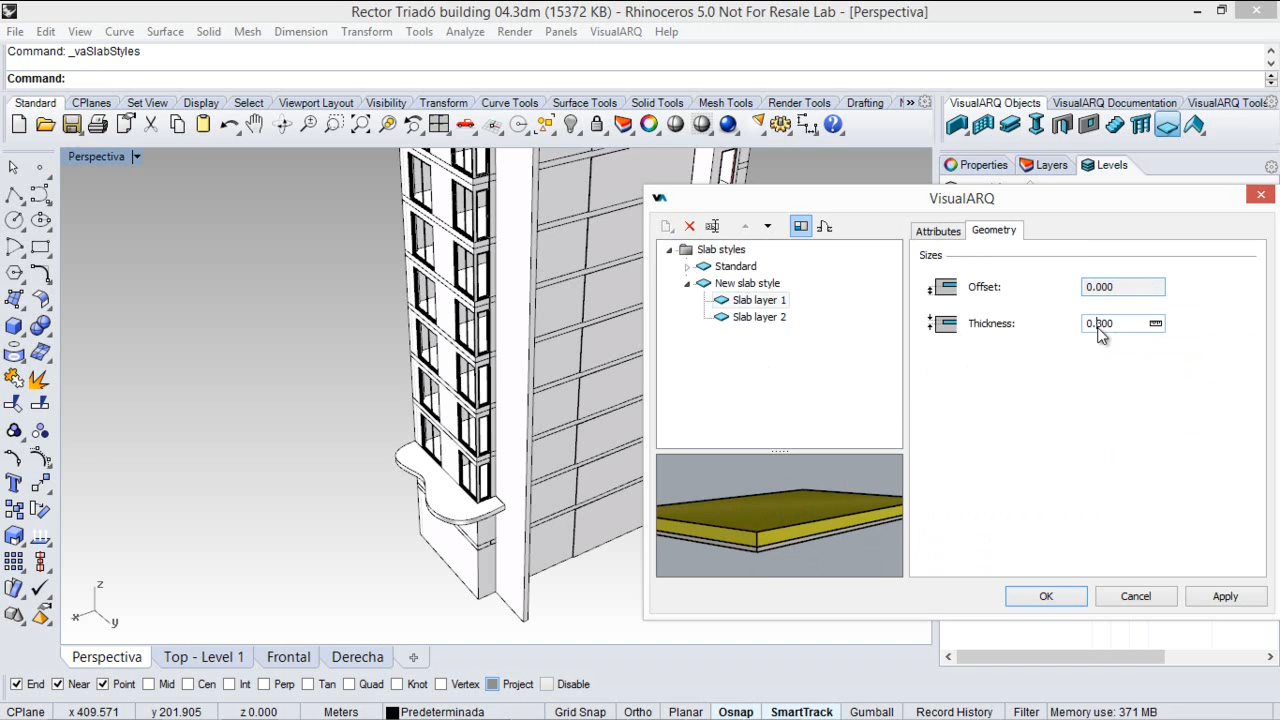 Rector Triadó building 04.3dm (15372 KB) - Rhinoceros 5.0 Not For Resale Lab - [Perspectiva]
File Edit View Curve Surface Solid Mesh Dimension Transform Tools Analyze Render Panels VisualARQ Help
Command: _vaSlabStyles
Command:
Standard CPlanes Set View Display Select Viewport Layout Visibility Transform Curve Tools Surface Tools Solid Tools Mesh Tools Render Tools Drafting »
VisualARQ Objects VisualARQ Documentation VisualARQ Tools
Perspectiva
Properties Layers Levels
VisualARQ
Attributes Geometry
Slab styles
Standard
New slab style
Slab layer 1
Slab layer 2
Sizes
Offset: 0.000
Thickness: 0.300
OK Cancel Apply
z
x y
Perspectiva Top - Level 1 Frontal Derecha
End Near Point Mid Cen Int Perp Tan Quad Knot Vertex Project Disable
CPlane x 409.571 y 201.905 z 0.000 Meters Predeterminada Grid Snap Ortho Planar Osnap SmartTrack Gumball Record History Filter Memory use: 371 MB